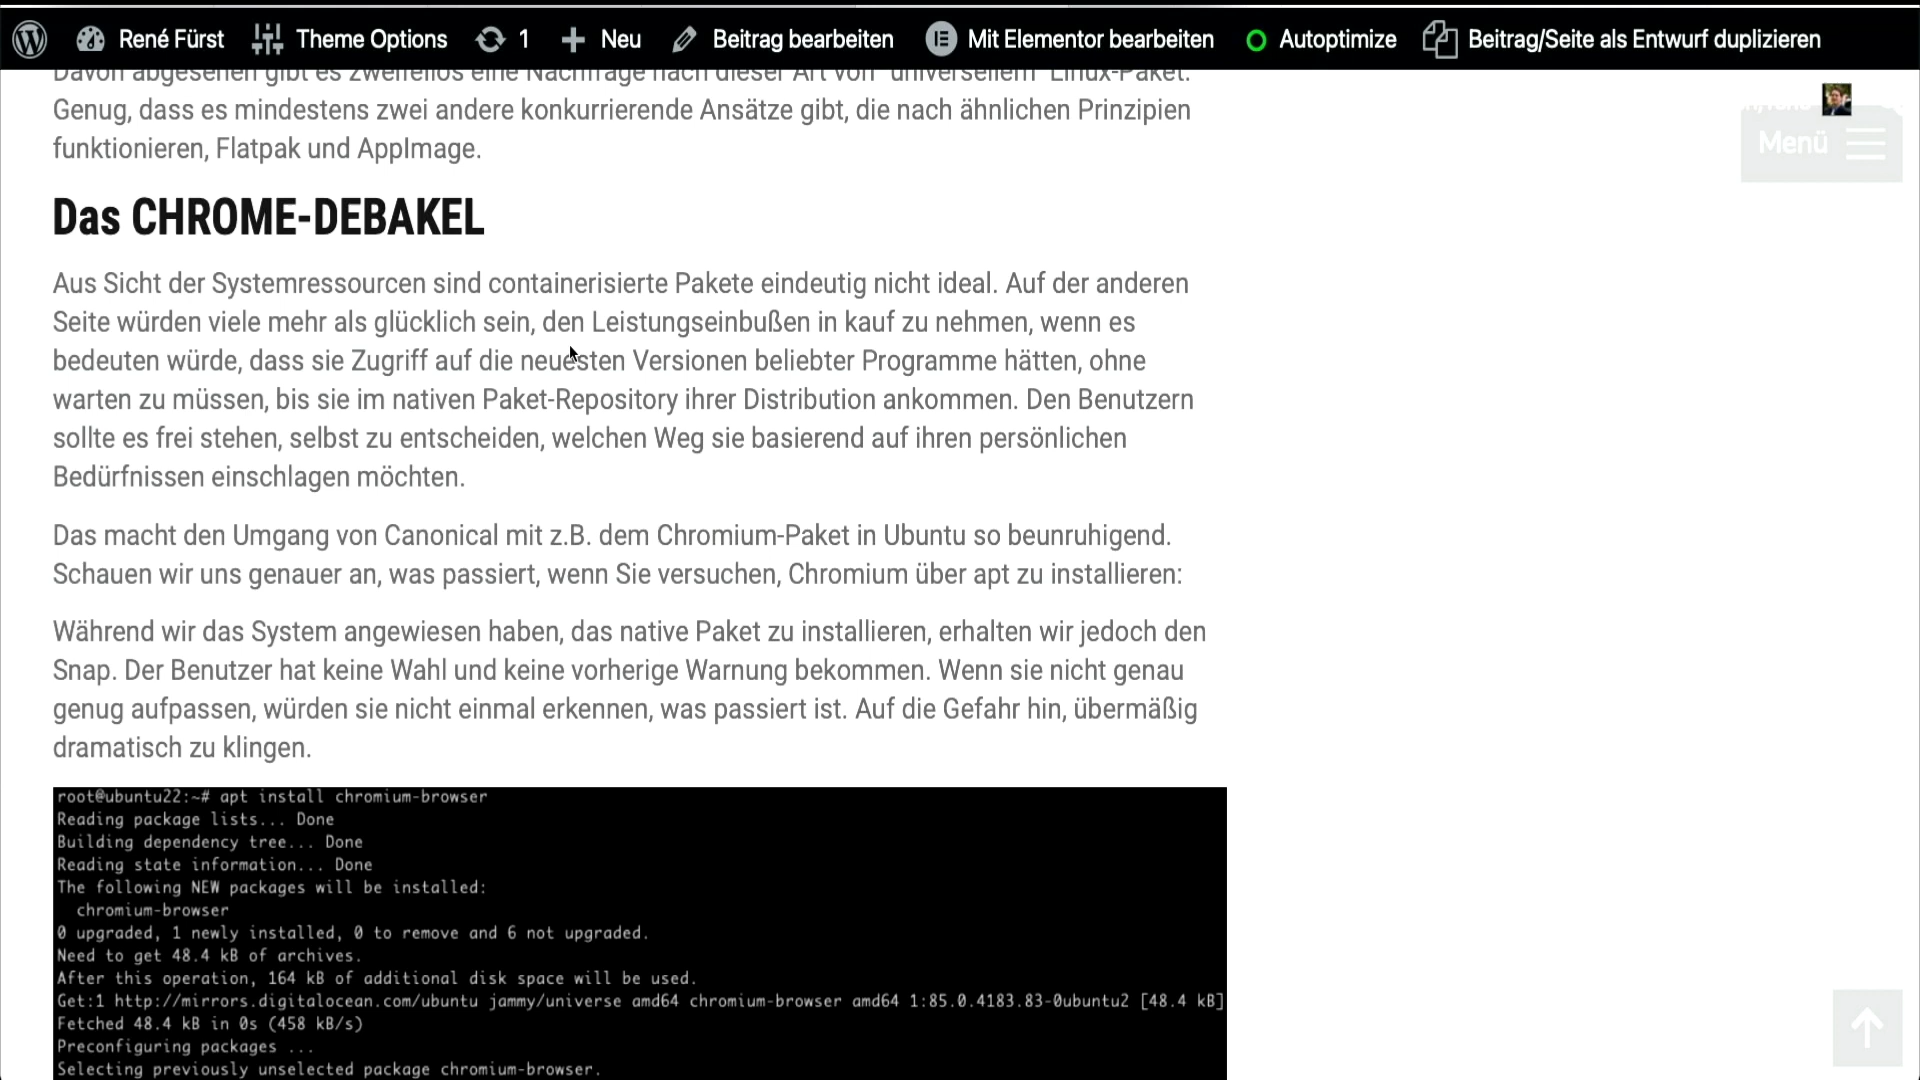 René Fürst Theme Options 1 Neu Beitrag bearbeiten Mit Elementor bearbeiten Autoptimize Beitrag/Seite als Entwurf duplizieren
Davon abgesehen gibt es zweifellos eine Nachfrage nach dieser Art von "universellem" Linux-Paket.
Genug, dass es mindestens zwei andere konkurrierende Ansätze gibt, die nach ähnlichen Prinzipien
funktionieren, Flatpak und AppImage.
Menü
Das CHROME-DEBAKEL
Aus Sicht der Systemressourcen sind containerisierte Pakete eindeutig nicht ideal. Auf der anderen
Seite würden viele mehr als glücklich sein, den Leistungseinbußen in kauf zu nehmen, wenn es
bedeuten würde, dass sie Zugriff auf die neuesten Versionen beliebter Programme hätten, ohne
warten zu müssen, bis sie im nativen Paket-Repository ihrer Distribution ankommen. Den Benutzern
sollte es frei stehen, selbst zu entscheiden, welchen Weg sie basierend auf ihren persönlichen
Bedürfnissen einschlagen möchten.
Das macht den Umgang von Canonical mit z.B. dem Chromium-Paket in Ubuntu so beunruhigend.
Schauen wir uns genauer an, was passiert, wenn Sie versuchen, Chromium über apt zu installieren:
Während wir das System angewiesen haben, das native Paket zu installieren, erhalten wir jedoch den
Snap. Der Benutzer hat keine Wahl und keine vorherige Warnung bekommen. Wenn sie nicht genau
genug aufpassen, würden sie nicht einmal erkennen, was passiert ist. Auf die Gefahr hin, übermäßig
dramatisch zu klingen.
root@ubuntu22:~# apt install chromium-browser
Reading package lists... Done
Building dependency tree... Done
Reading state information... Done
The following NEW packages will be installed:
chromium-browser
0 upgraded, 1 newly installed, 0 to remove and 6 not upgraded.
Need to get 48.4 kB of archives.
After this operation, 164 kB of additional disk space will be used.
Get:1 http://mirrors.digitalocean.com/ubuntu jammy/universe amd64 chromium-browser amd64 1:85.0.4183.83-0ubuntu2 [48.4 kB]
Fetched 48.4 kB in 0s (458 kB/s)
Preconfiguring packages ...
Selecting previously unselected package chromium-browser.